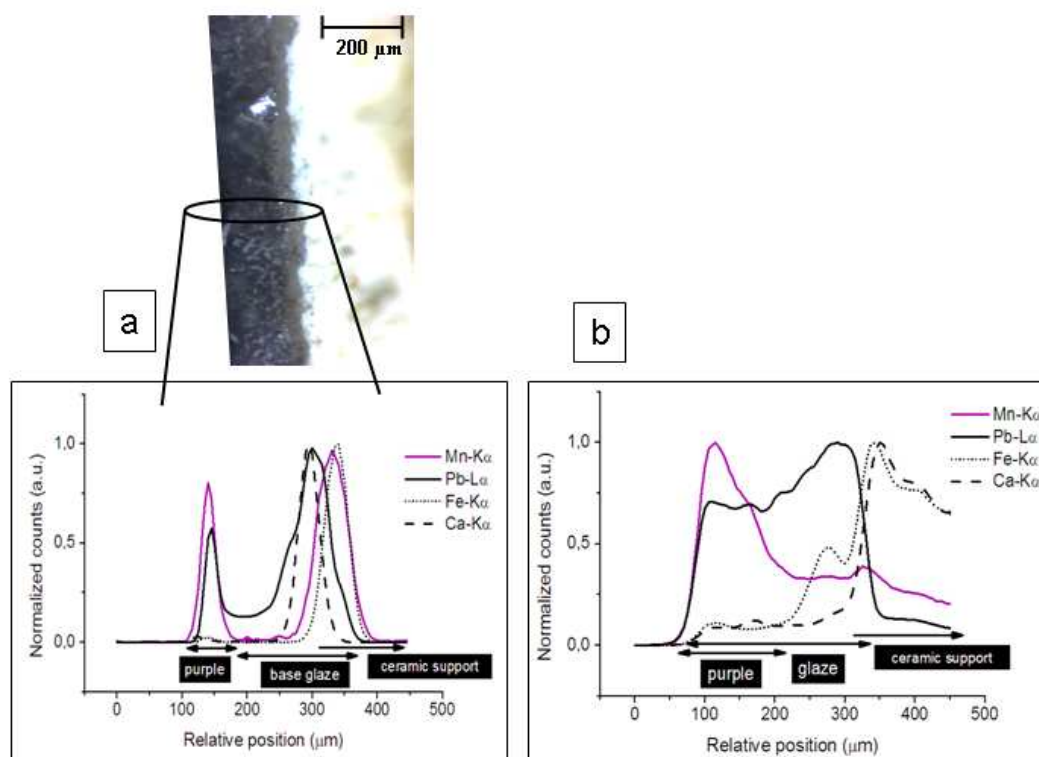 200 µm
a
b
Normalized counts (a.u.)
1.0
0,5
0.0
Mn-Kα
Pb-Lα
Fe-Kα
Ca-Kα
purple
base glaze
ceramic support
0 100 200 300 400 500
Relative position (µm)
Normalized counts (a.u.)
1.0
0,5
0.0
Mn-Kα
Pb-Lα
Fe-Kα
Ca-Kα
purple
glaze
ceramic support
0 100 200 300 400 500
Relative position (µm)